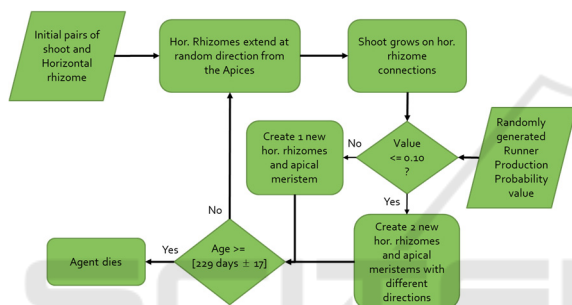 Initial pairs of
shoot and
Horizontal
rhizome
Hor. Rhizomes extend at
random direction from
the Apices
Shoot grows on hor.
rhizome
connections
Randomly
generated
Runner
Production
Probability
value
Value
<= 0.10
?
No
Yes
Create 1 new
hor. rhizomes
and apical
meristem
Create 2 new
hor. rhizomes
and apical
meristems with
different
directions
Age >=
[229 days ± 17]
No
Yes
Agent dies